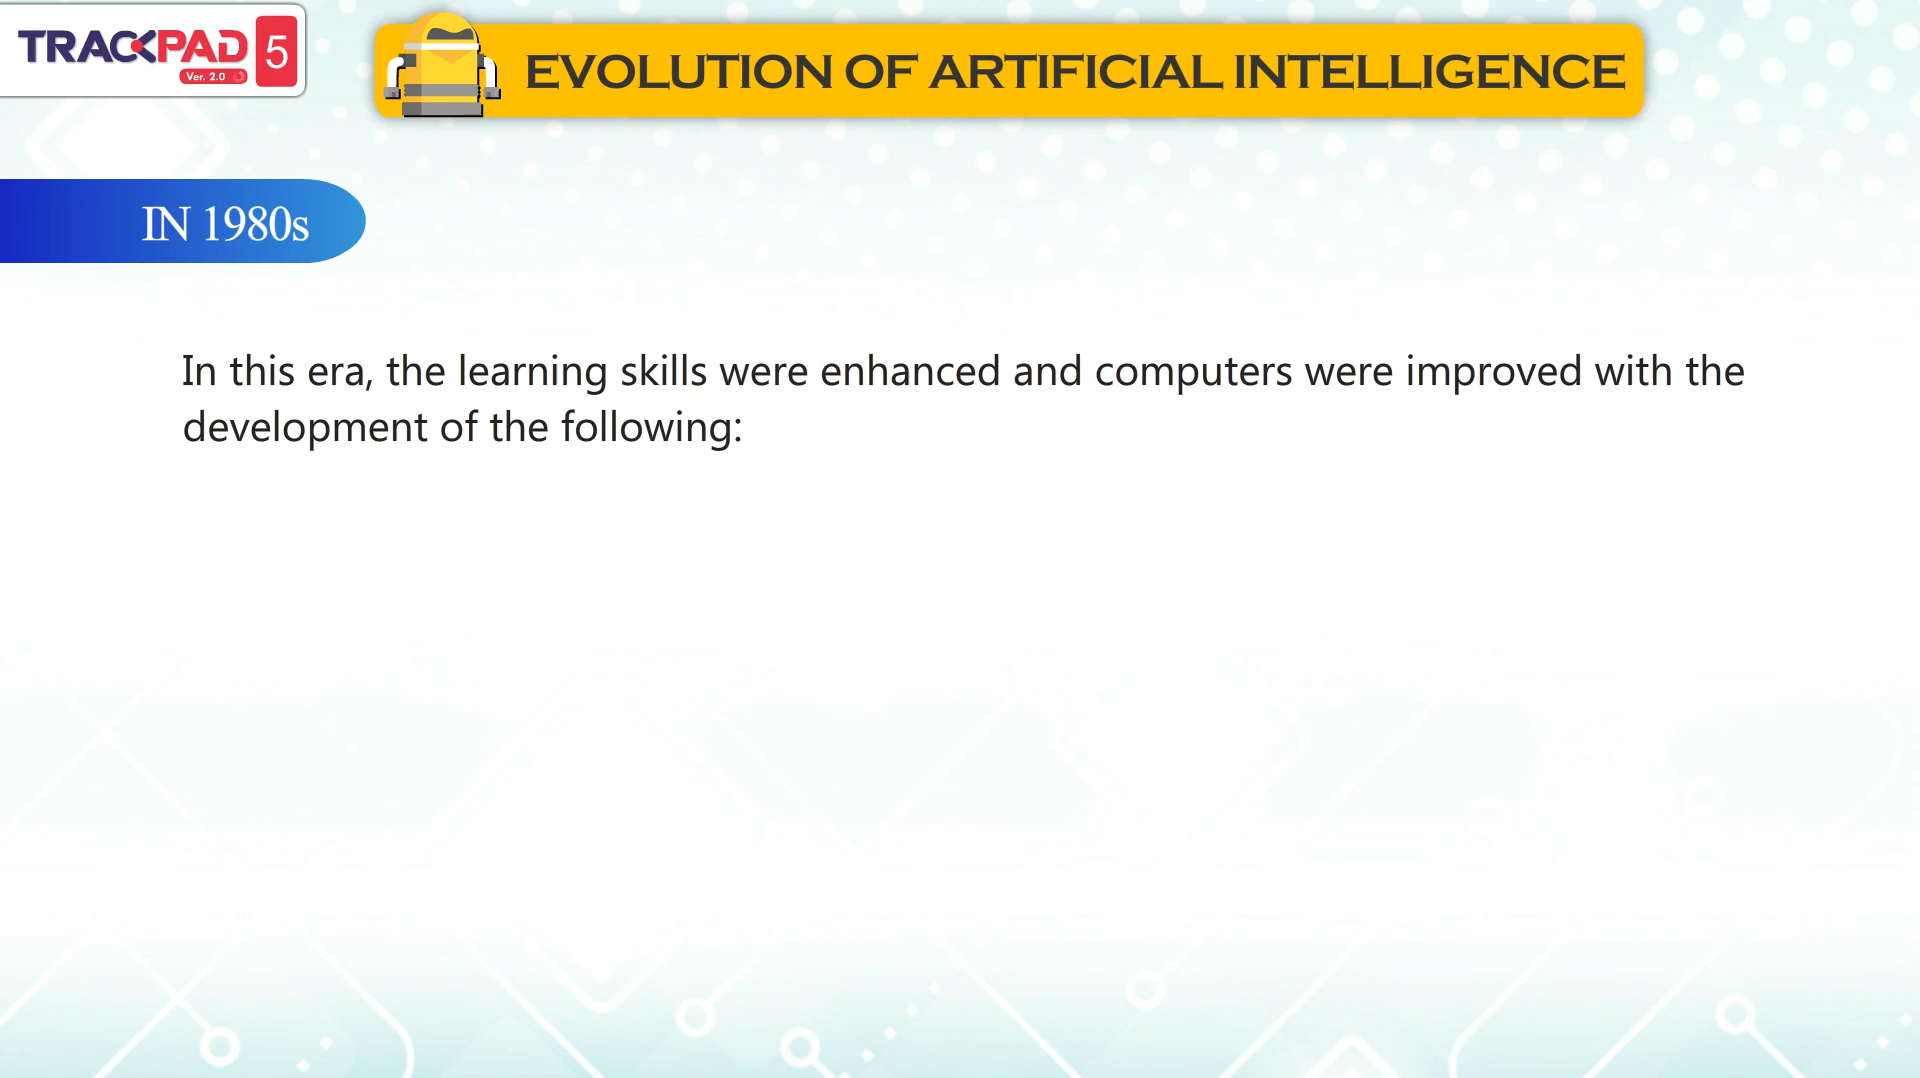 TRACKPAD 5
Ver. 2.0
EVOLUTION OF ARTIFICIAL INTELLIGENCE
IN 1980s
In this era, the learning skills were enhanced and computers were improved with the
development of the following: